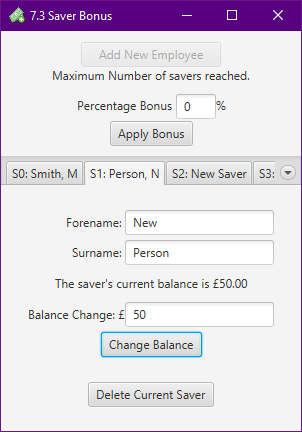 7.3 Saver Bonus
Add New Employee
Maximum Number of savers reached.
Percentage Bonus 0 %
Apply Bonus
S0: Smith, M S1: Person, N S2: New Saver S3:
Forename: New
Surname: Person
The saver's current balance is £50.00
Balance Change: £ 50
Change Balance
Delete Current Saver